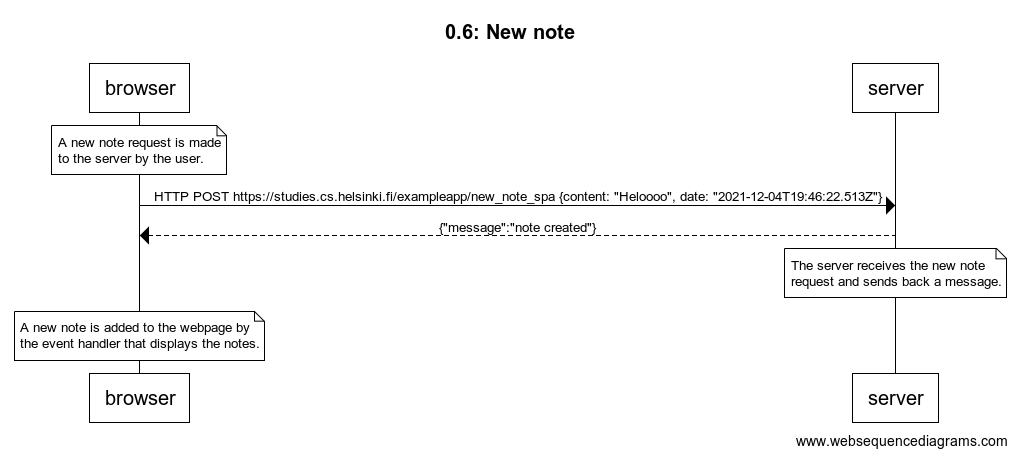 0.6: New note
browser
server
A new note request is made
to the server by the user.
HTTP POST https://studies.cs.helsinki.fi/exampleapp/new_note_spa {content: "Heloooo", date: "2021-12-04T19:46:22.513Z"}
{"message":"note created"}
The server receives the new note
request and sends back a message.
A new note is added to the webpage by
the event handler that displays the notes.
browser
server
www.websequencediagrams.com